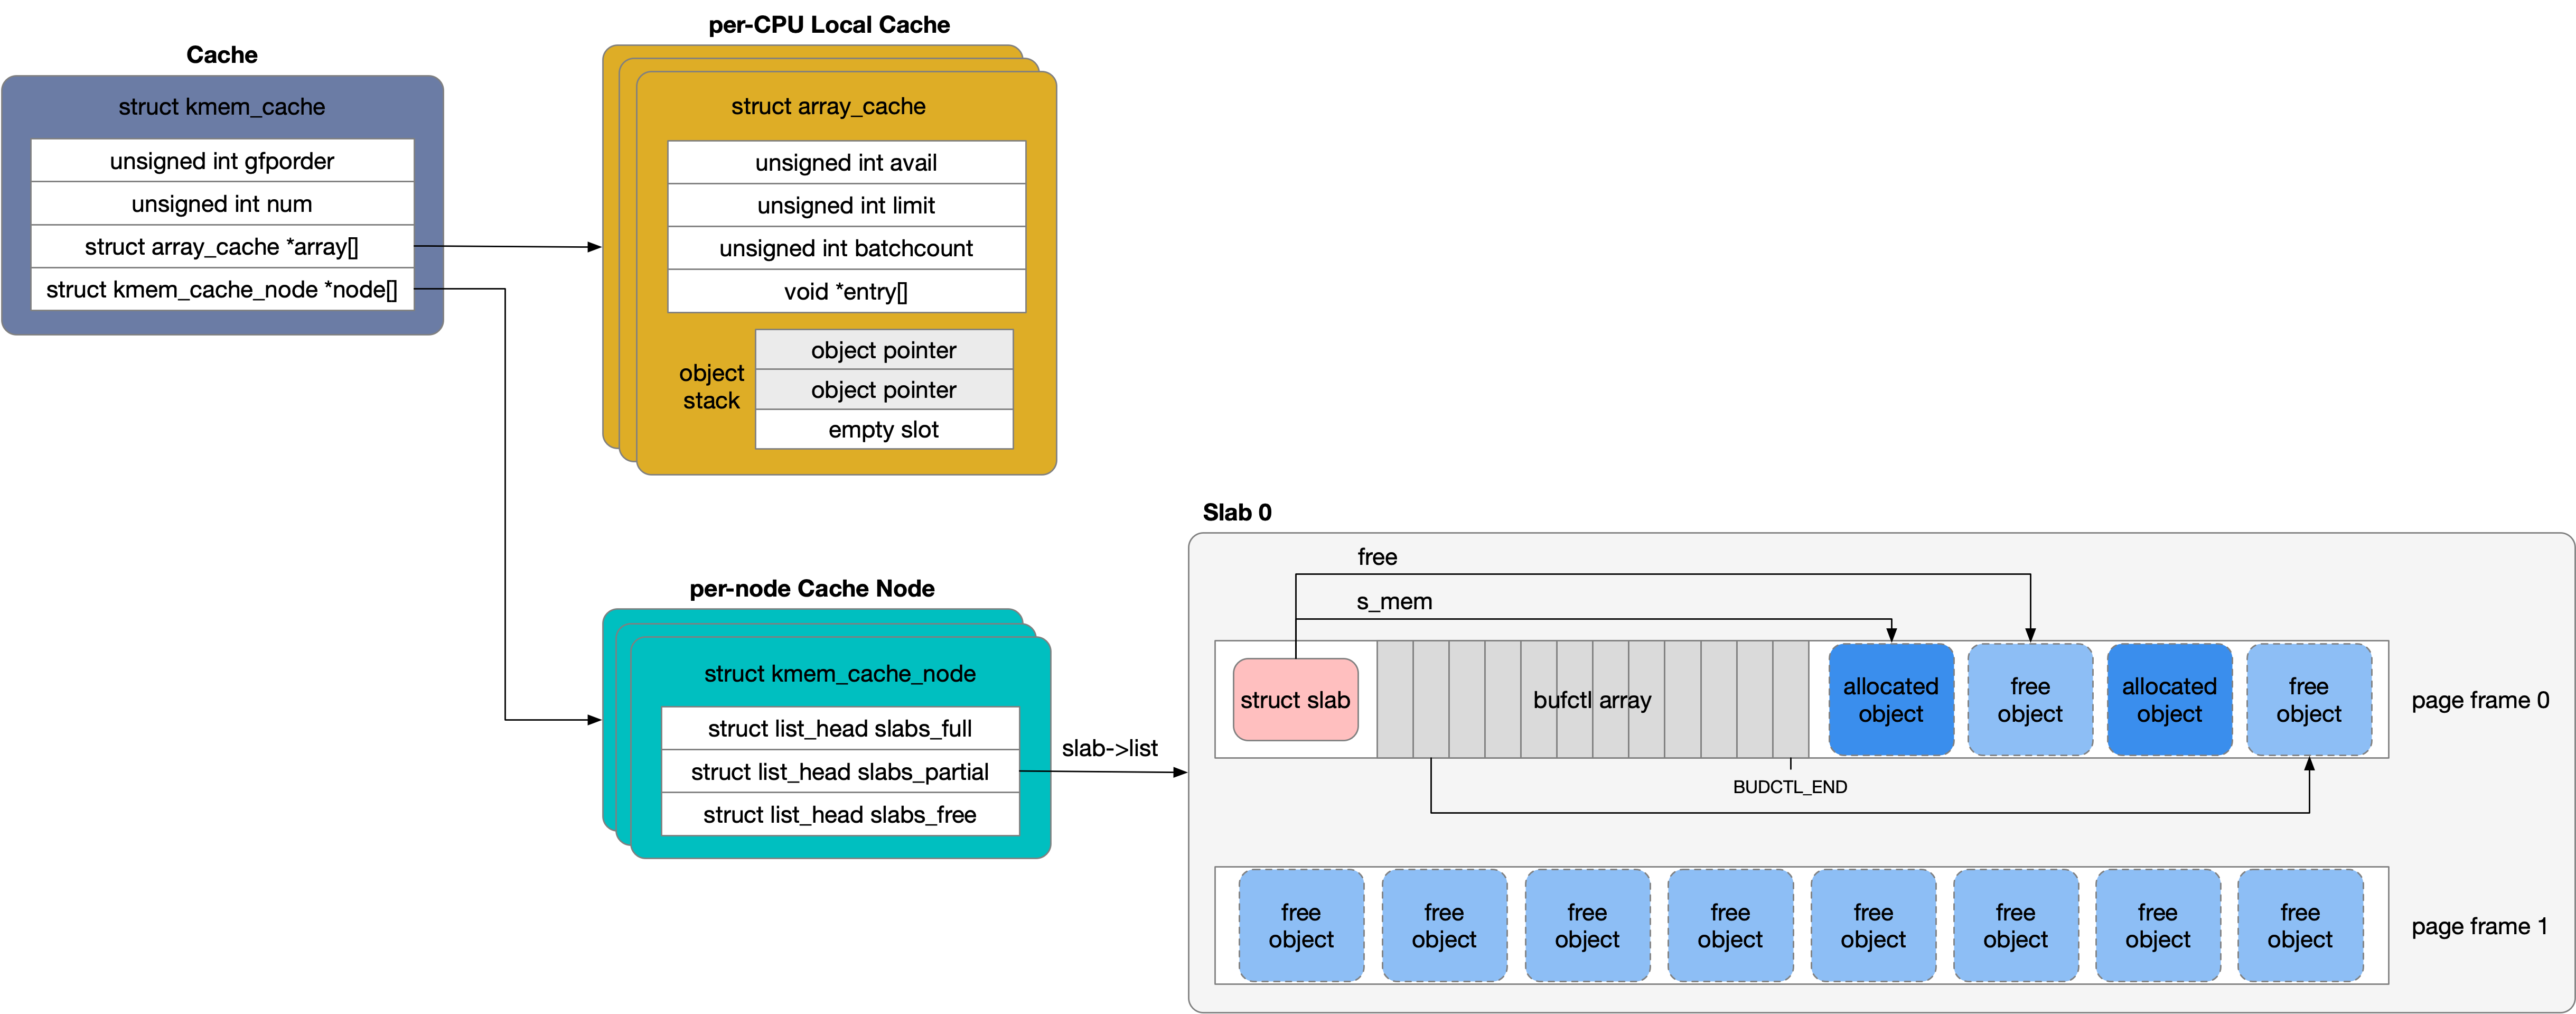 Cache
struct kmem_cache
unsigned int gfporder
unsigned int num
struct array_cache *array[]
struct kmem_cache_node *node[]
per-CPU Local Cache
struct array_cache
unsigned int avail
unsigned int limit
unsigned int batchcount
void *entry[]
object
stack
object pointer
object pointer
empty slot
per-node Cache Node
struct kmem_cache_node
struct list_head slabs_full
struct list_head slabs_partial
struct list_head slabs_free
slab->list
Slab 0
free
s_mem
struct slab
bufctl array
BUDCTL_END
allocated
object
free
object
allocated
object
free
object
page frame 0
free
object
free
object
free
object
free
object
free
object
free
object
free
object
free
object
page frame 1